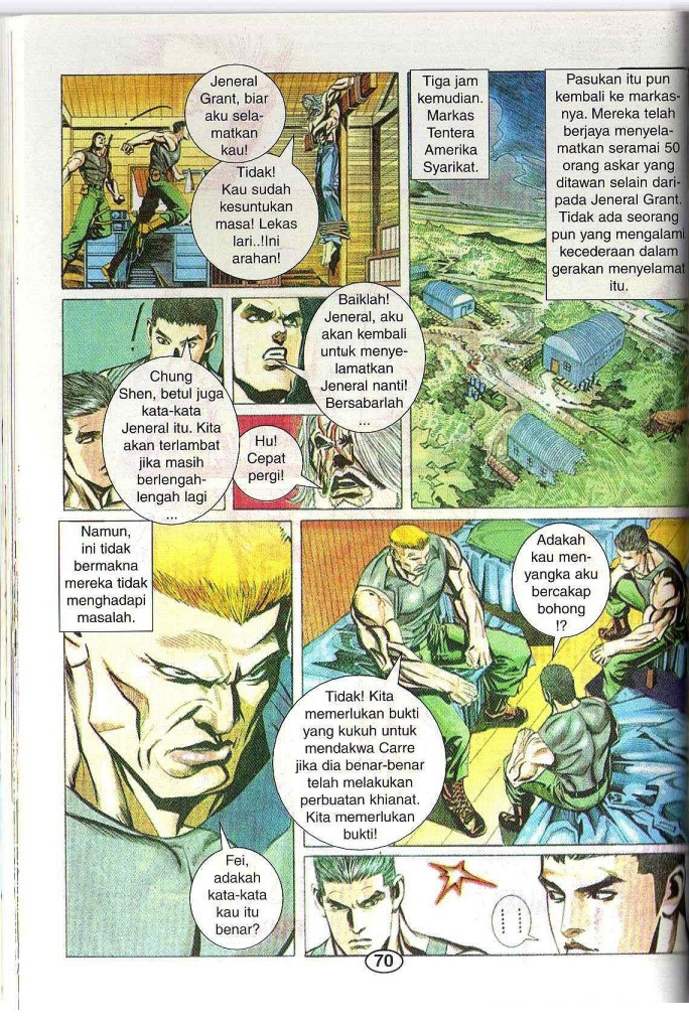 Jeneral
Grant, biar
aku sela-
matkan
kau!
Tidak!
Kau sudah
kesuntukan
masa! Lekas
lari..!Ini
arahan!
Tiga jam
kemudian.
Markas
Tentera
Amerika
Syarikat.
Pasukan itu pun
kembali ke markas-
nya. Mereka telah
berjaya menyela-
matkan seramai 50
orang askar yang
ditawan selain dari-
pada Jeneral Grant.
Tidak ada seorang
pun yang mengalami
kecederaan dalam
gerakan menyelamat
itu.
Chung
Shen, betul juga
kata-kata
Jeneral itu. Kita
akan terlambat
jika masih
berlengah-
lengah lagi
...
Baiklah!
Jeneral, aku
akan kembali
untuk menye-
lamatkan
Jeneral nanti!
Bersabarlah
...
Hu!
Cepat
pergi!
Namun,
ini tidak
bermakna
mereka tidak
menghadapi
masalah.
Fei,
adakah
kata-kata
kau itu
benar?
Adakah
kau men-
yangka aku
bercakap
bohong
!?
Tidak! Kita
memerlukan bukti
yang kukuh untuk
mendakwa Carre
jika dia benar-benar
telah melakukan
perbuatan khianat.
Kita memerlukan
bukti!
70